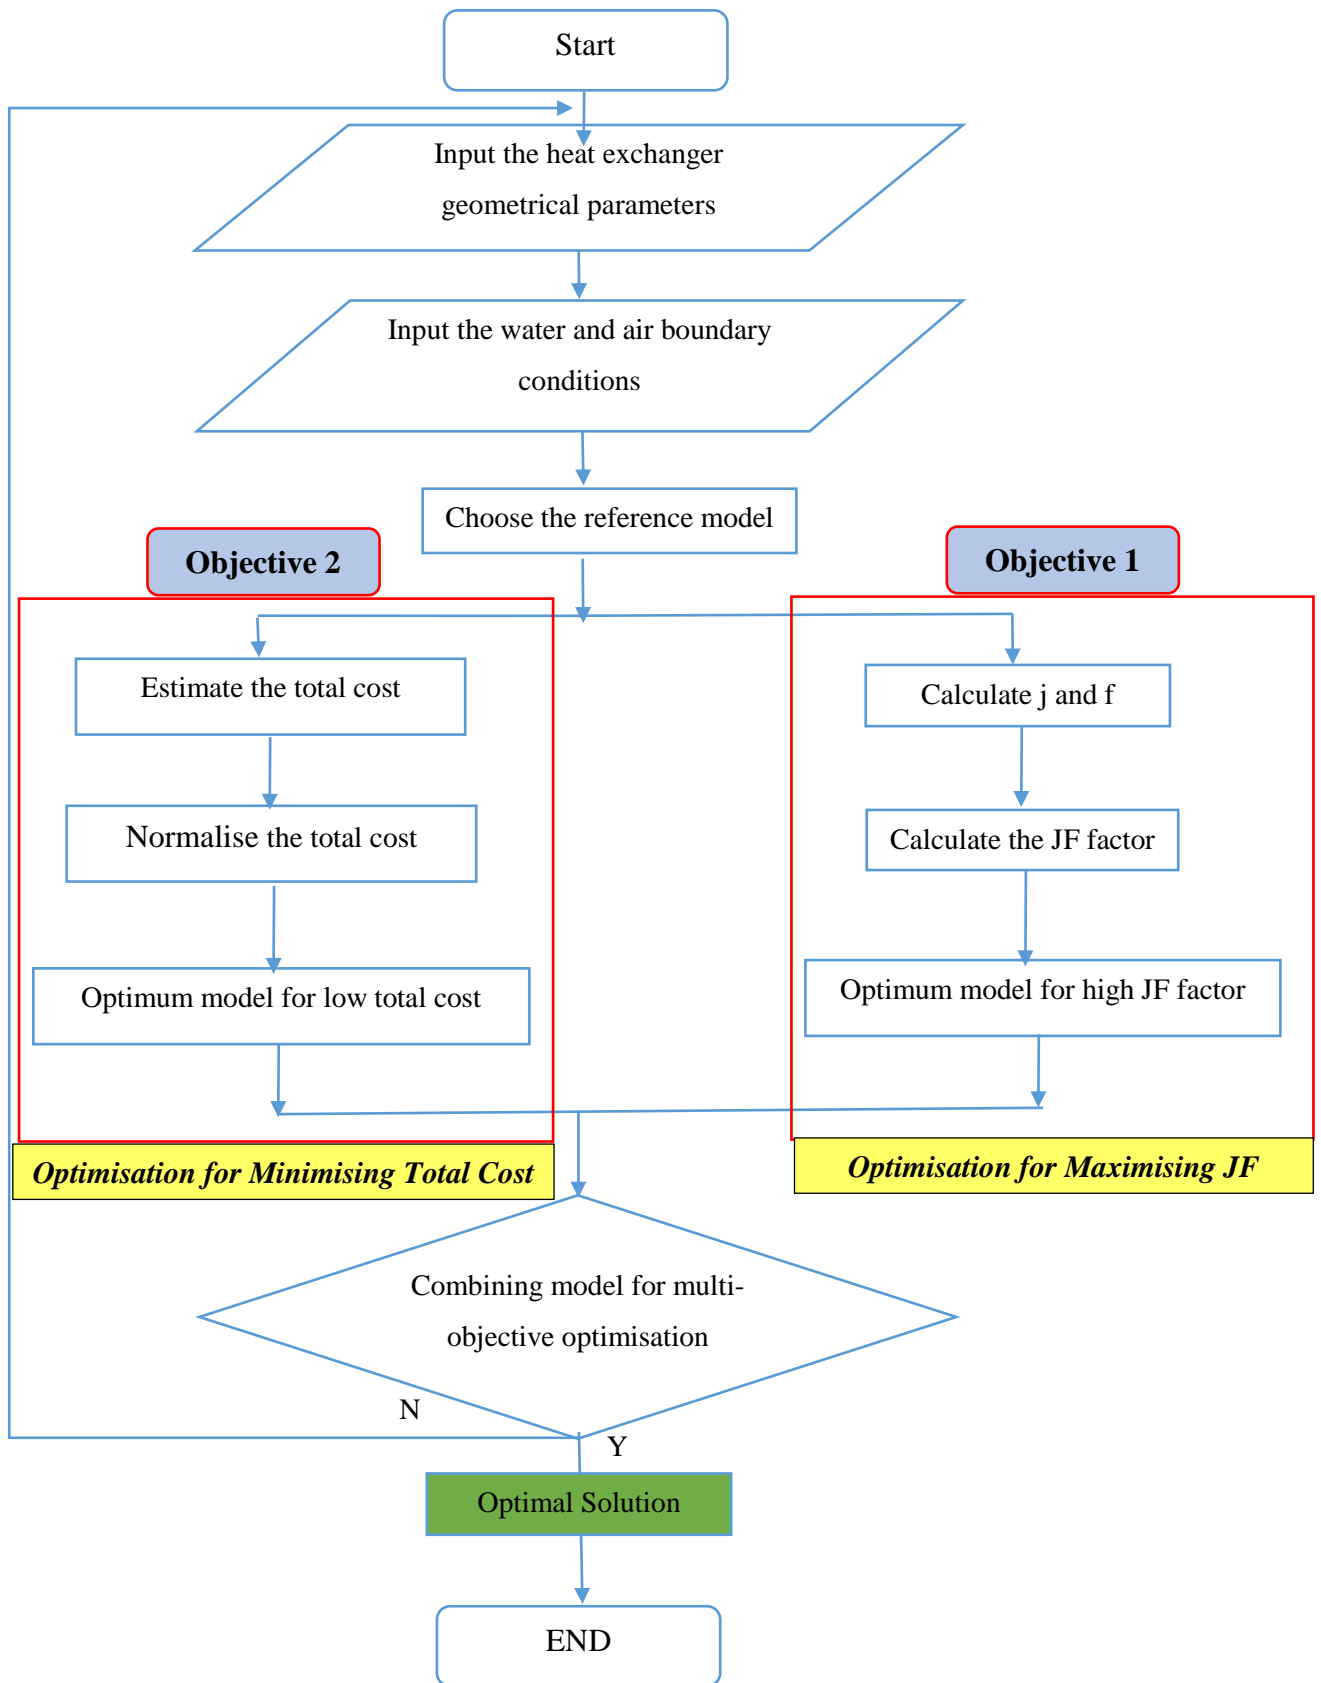 Start
Input the heat exchanger
geometrical parameters
Input the water and air boundary
conditions
Choose the reference model
Objective 2
Objective 1
Estimate the total cost
Calculate j and f
Normalise the total cost
Calculate the JF factor
Optimum model for low total cost
Optimum model for high JF factor
Optimisation for Minimising Total Cost
Optimisation for Maximising JF
Combining model for multi-
objective optimisation
N
Y
Optimal Solution
END